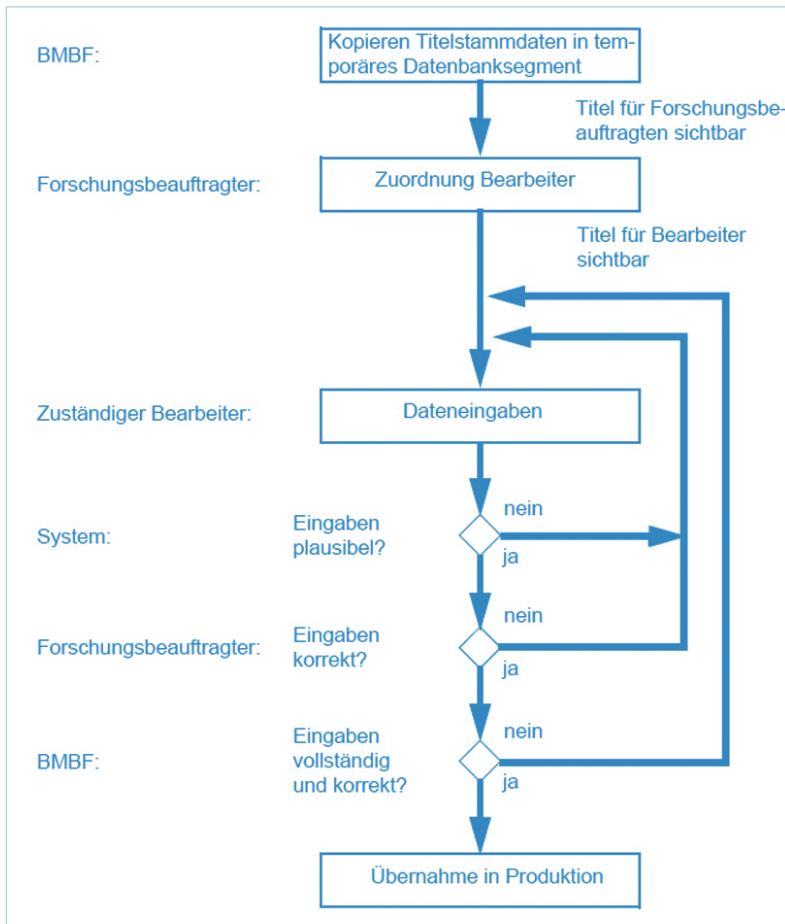 BMBF:
Kopieren Titelstammdaten in tem-
poräres Datenbanksegment
Titel für Forschungsbe-
auftragten sichtbar
Forschungsbeauftragter:
Zuordnung Bearbeiter
Titel für Bearbeiter
sichtbar
Zuständiger Bearbeiter:
Dateneingaben
nein
System:
Eingaben
plausibel?
ja
nein
Forschungsbeauftragter:
Eingaben
korrekt?
ja
nein
BMBF:
Eingaben
vollständig
und korrekt?
ja
Übernahme in Produktion